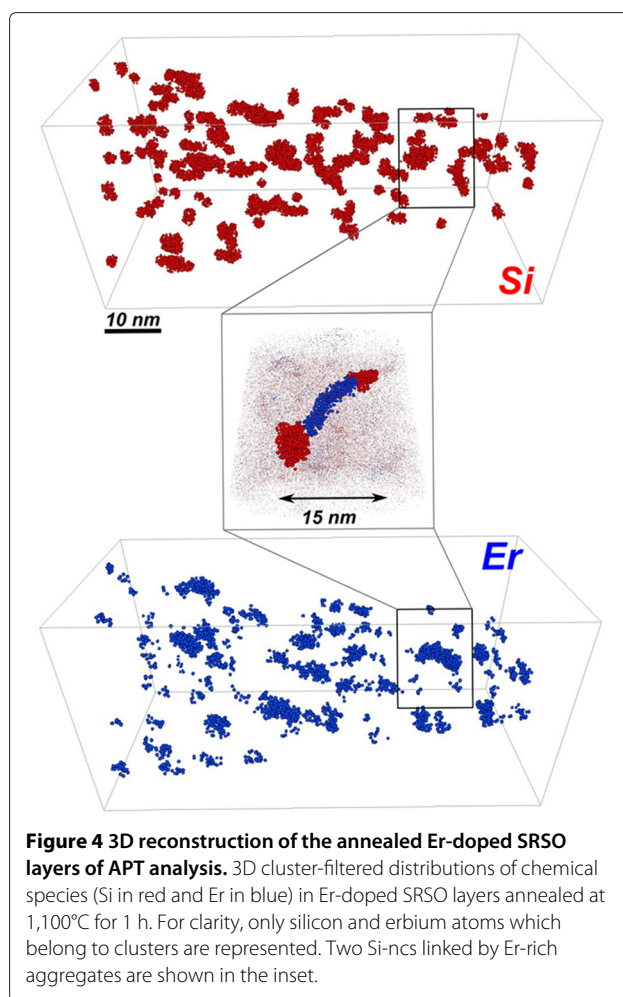 Si
10 nm
15 nm
Er
Figure 4 3D reconstruction of the annealed Er-doped SRSO
layers of APT analysis. 3D cluster-filtered distributions of chemical
species (Si in red and Er in blue) in Er-doped SRSO layers annealed at
1,100°C for 1 h. For clarity, only silicon and erbium atoms which
belong to clusters are represented. Two Si-ncs linked by Er-rich
aggregates are shown in the inset.